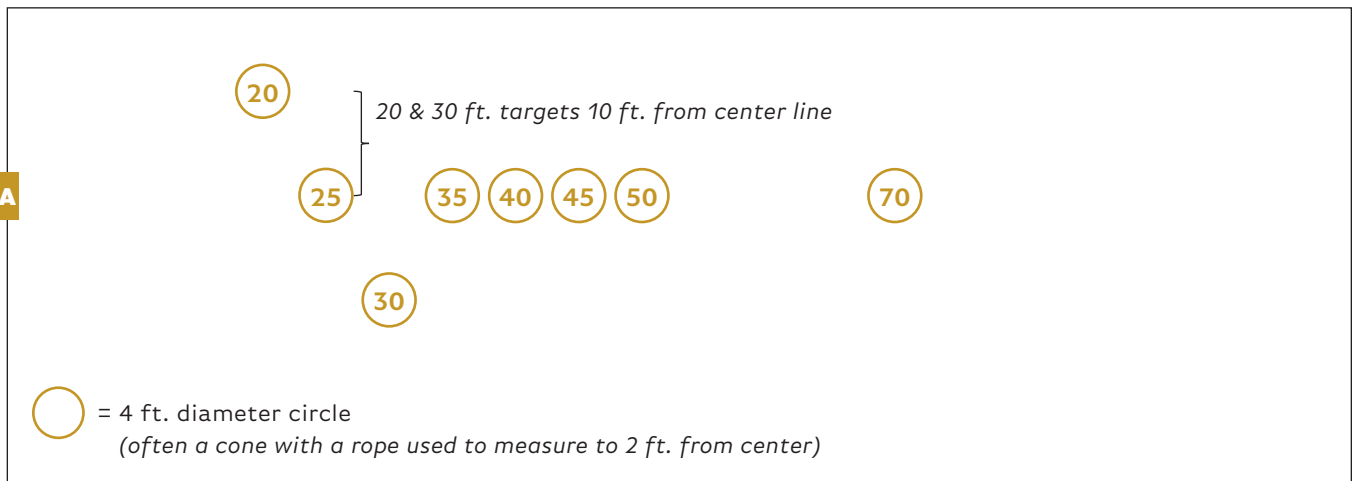 20
20 & 30 ft. targets 10 ft. from center line
A
25
35
40
45
50
70
30
= 4 ft. diameter circle
(often a cone with a rope used to measure to 2 ft. from center)